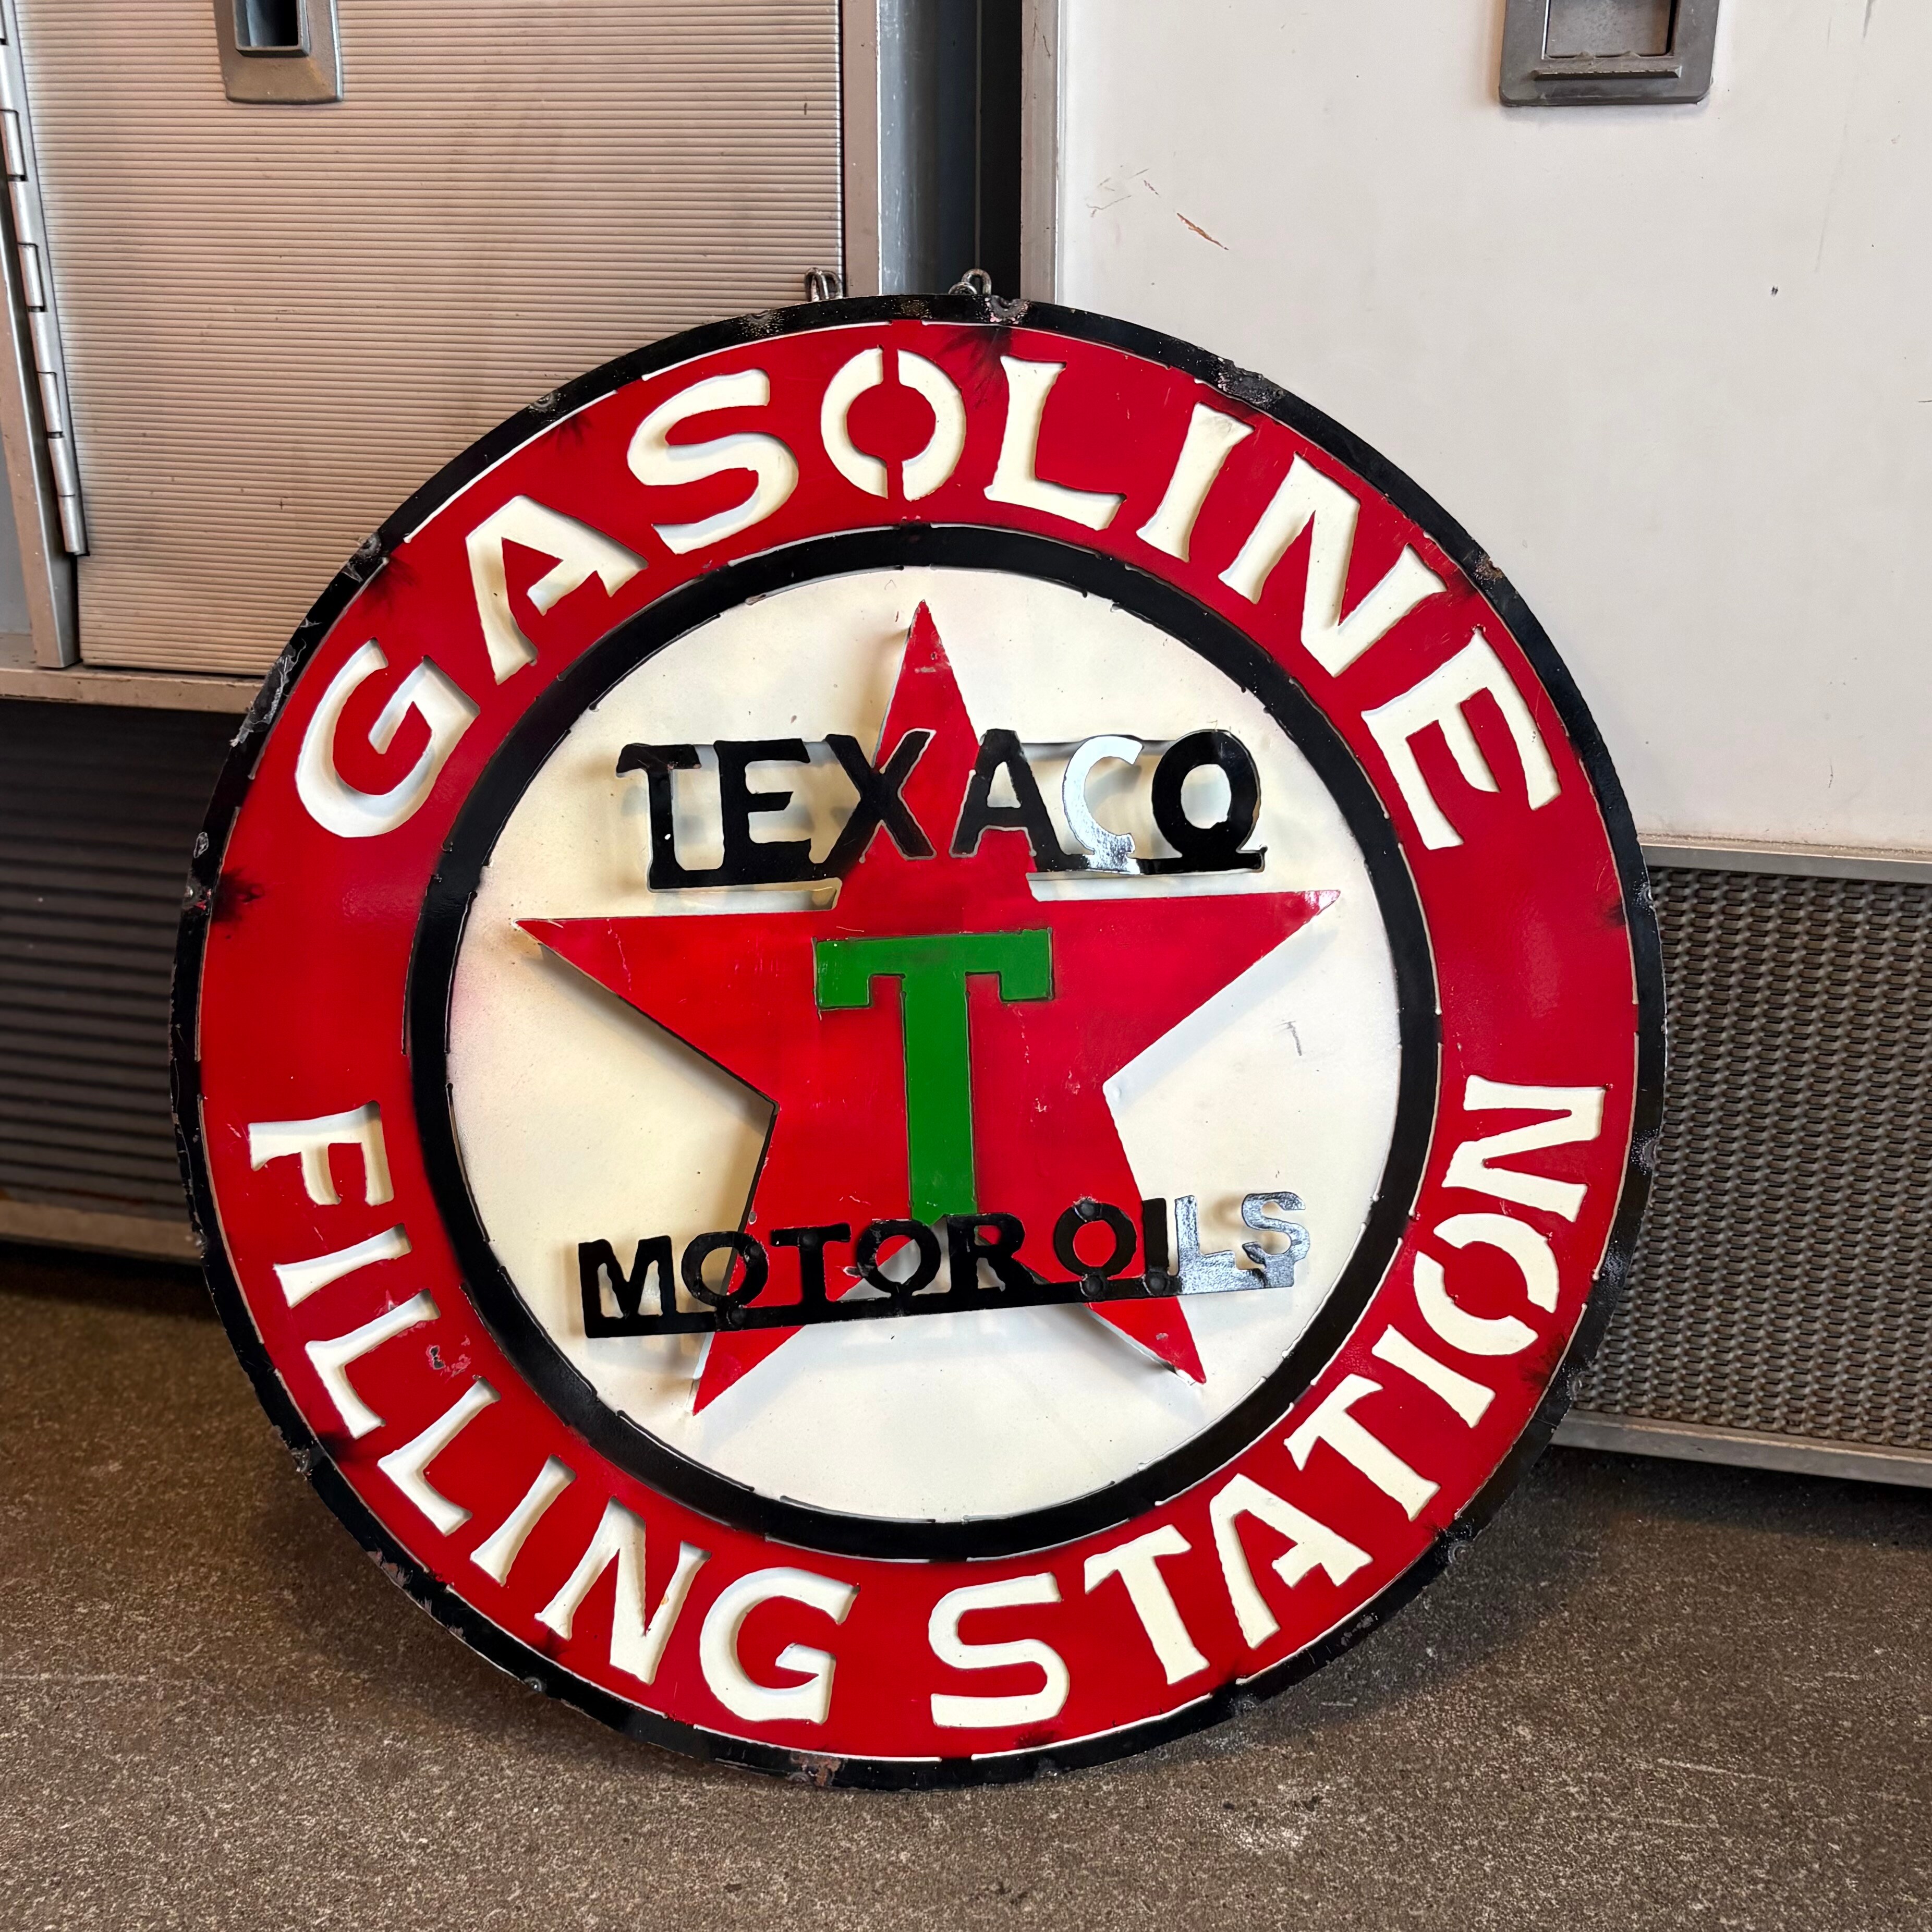 GASOLINE
TEXACO
T
MOTOR OILS
FILLING STATION